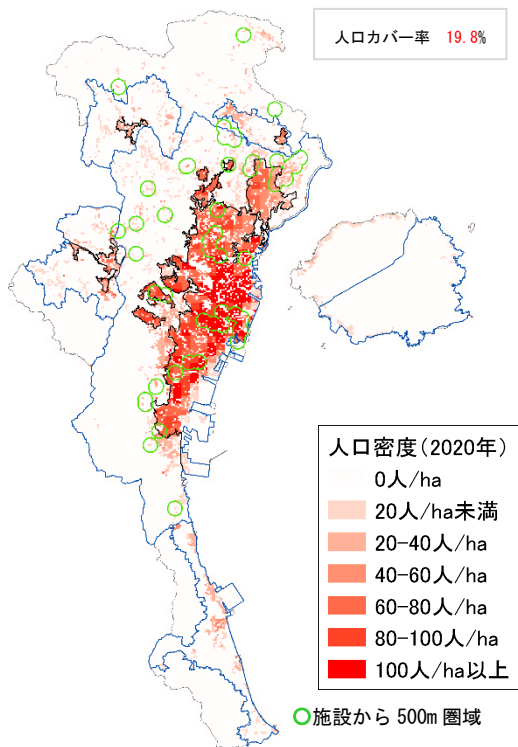 人口カバー率 19.8%
人口密度(2020年)
0人/ha
20人/ha未満
20-40人/ha
40-60人/ha
60-80人/ha
80-100人/ha
100人/ha以上
施設から500m圏域